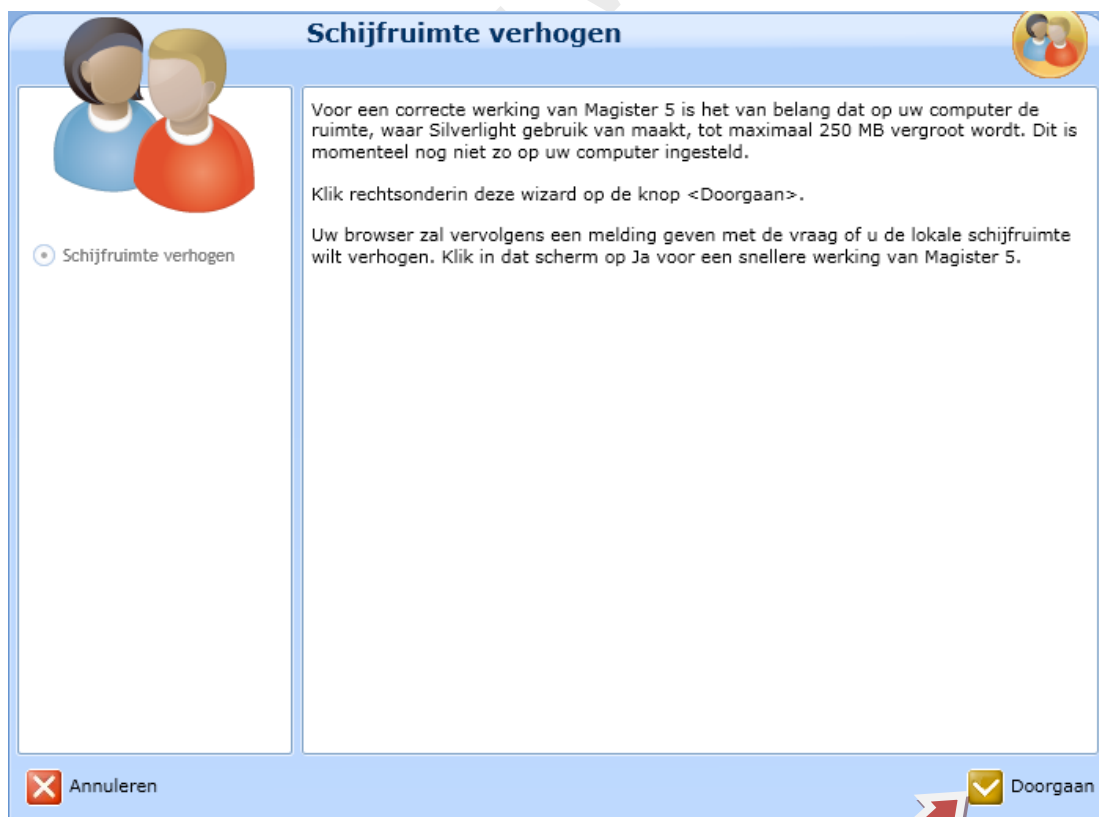 Schijfruimte verhogen
Voor een correcte werking van Magister 5 is het van belang dat op uw computer de
ruimte, waar Silverlight gebruik van maakt, tot maximaal 250 MB vergroot wordt. Dit is
momenteel nog niet zo op uw computer ingesteld.
Klik rechtsonderin deze wizard op de knop <Doorgaan>.
Uw browser zal vervolgens een melding geven met de vraag of u de lokale schijfruimte
wilt verhogen. Klik in dat scherm op Ja voor een snellere werking van Magister 5.
Schijfruimte verhogen
Annuleren
Doorgaan